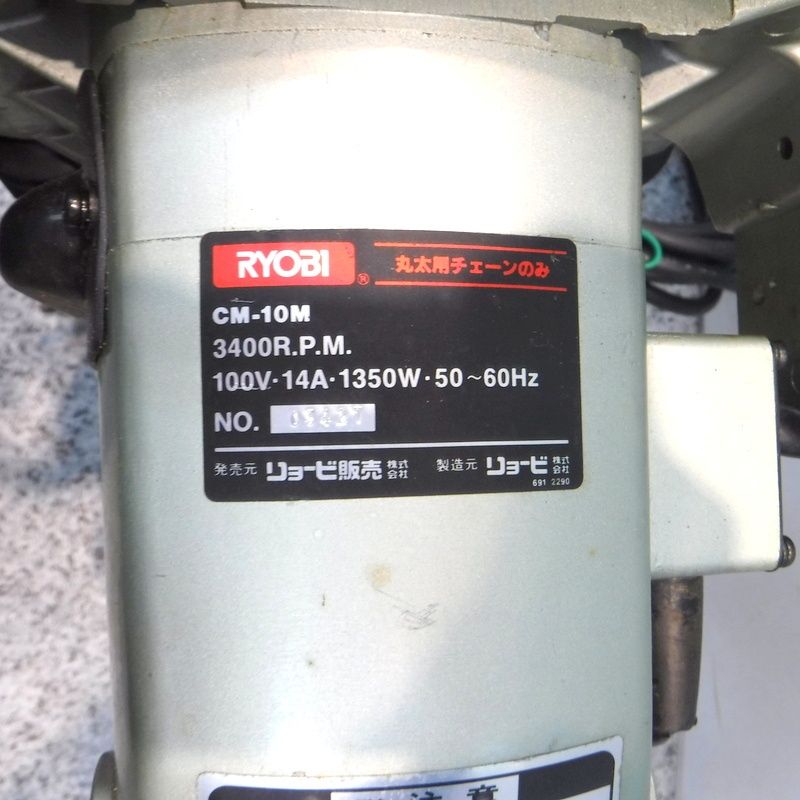 RYOBI ® 丸太用チェーンのみ
CM-10M
3400R.P.M.
100V·14A·1350W·50~60Hz
NO.
発売元 リョービ販売 株式会社 製造元 リョービ 株式会社
691 2290
注意